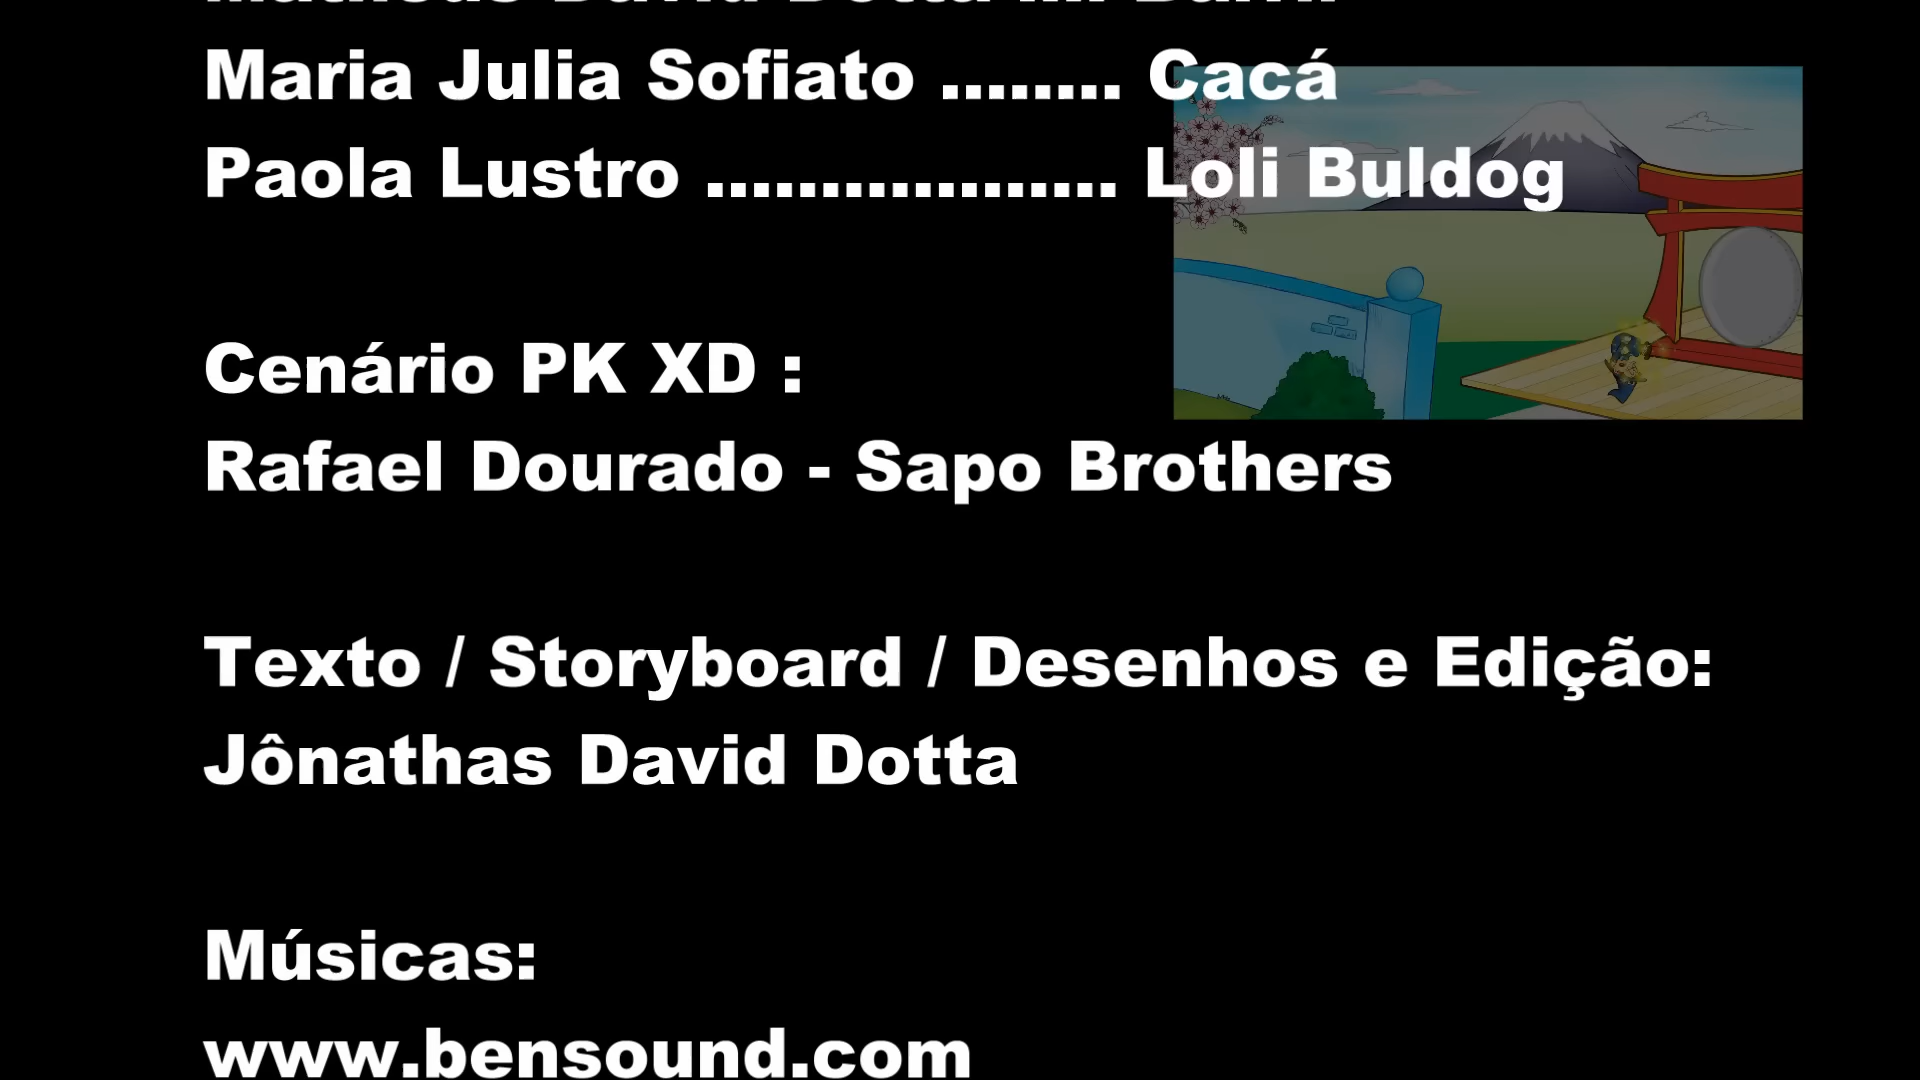 Maria Julia Sofiato ........ Cacá
Paola Lustro .................. Loli Buldog
Cenário PK XD :
Rafael Dourado - Sapo Brothers
Texto / Storyboard / Desenhos e Edição:
Jônathas David Dotta
Músicas:
www.bensound.com